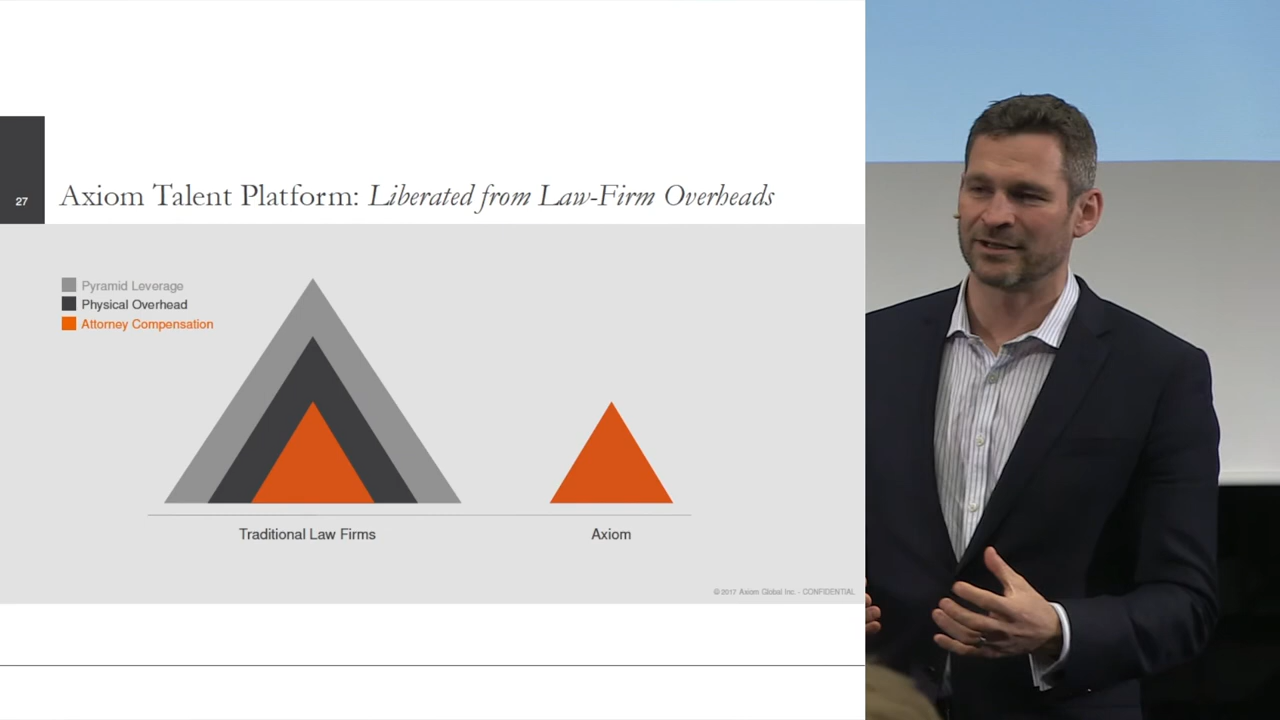 27
Axiom Talent Platform: Liberated from Law-Firm Overheads
Pyramid Leverage
Physical Overhead
Attorney Compensation
Traditional Law Firms
Axiom
© 2017 Axiom Global Inc. - CONFIDENTIAL